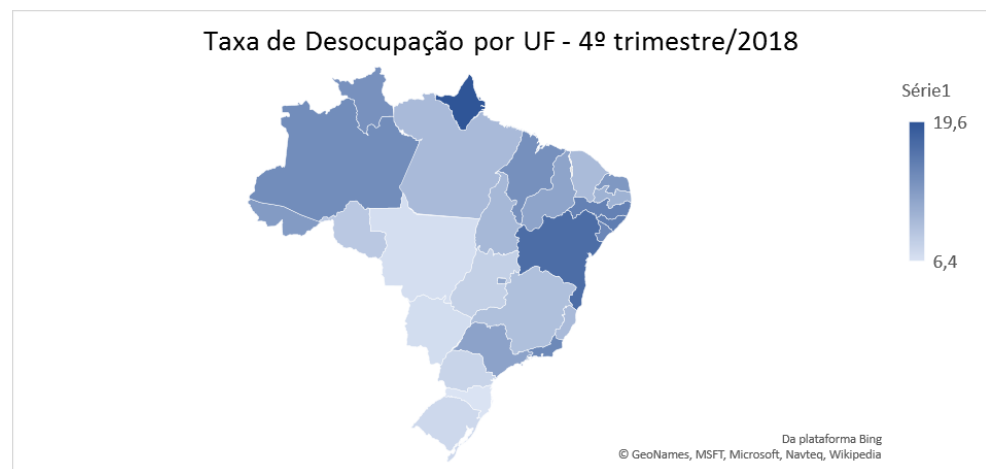 Taxa de Desocupação por UF - 4º trimestre/2018
Série1
19,6
6,4
Da plataforma Bing
© GeoNames, MSFT, Microsoft, Navteq, Wikipedia